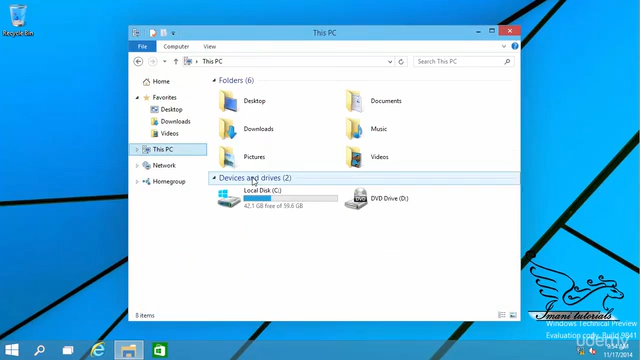 Recycle Bin
This PC
File Computer View
This PC
Search This PC
Home
Favorites
Desktop
Downloads
Videos
This PC
Network
Homegroup
Folders (6)
Desktop Documents
Downloads Music
Pictures Videos
Devices and drives (2)
Local Disk (C:)
42.1 GB free of 59.6 GB
DVD Drive (D:)
8 items
Imani tutorials
Windows Technical Preview
Evaluation copy. Build 9841
udemy
11/17/2014